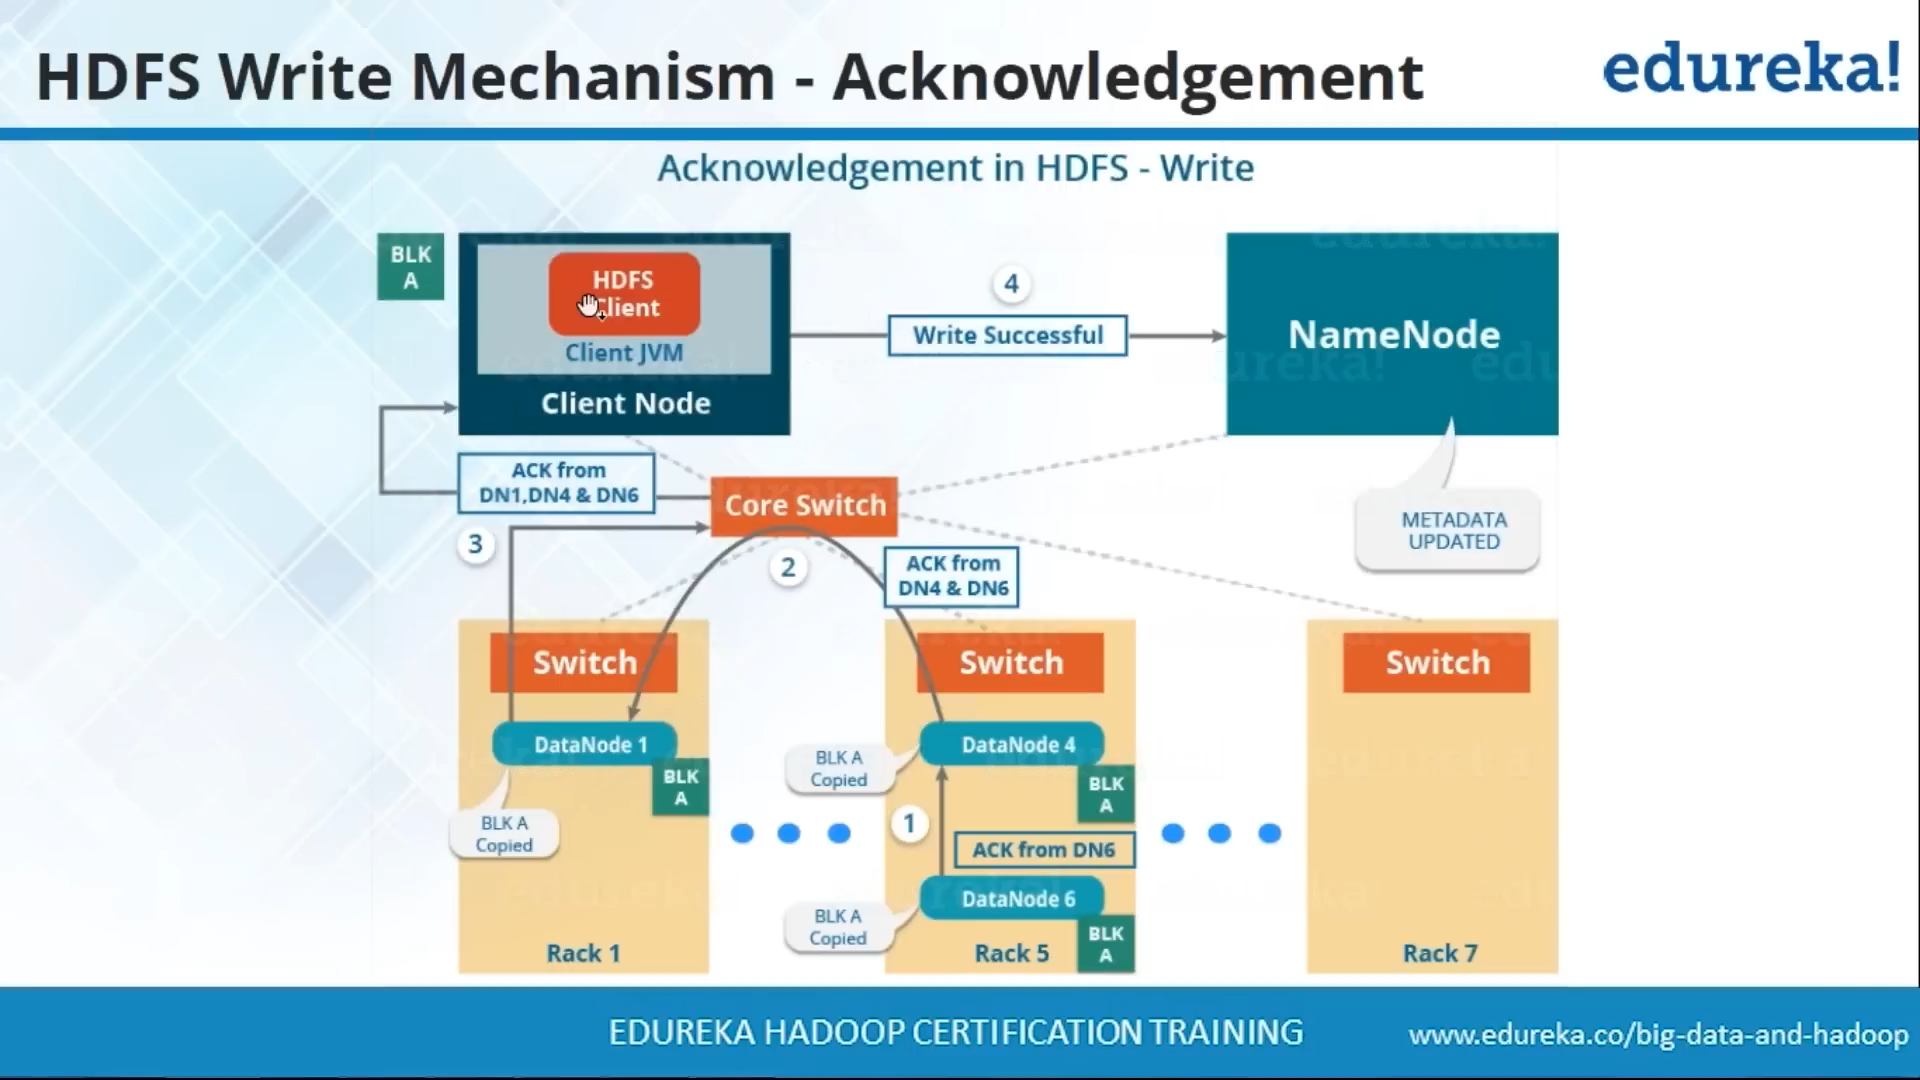 HDFS Write Mechanism - Acknowledgement
edureka!
Acknowledgement in HDFS - Write
BLK
A
HDFS
Client
Client JVM
Client Node
4
Write Successful
NameNode
METADATA
UPDATED
ACK from
DN1,DN4 & DN6
Core Switch
3
2
ACK from
DN4 & DN6
Switch
DataNode 1
BLK
A
BLK A
Copied
Rack 1
Switch
DataNode 4
BLK A
Copied
BLK
A
1
ACK from DN6
DataNode 6
BLK A
Copied
BLK
A
Rack 5
Switch
Rack 7
EDUREKA HADOOP CERTIFICATION TRAINING
www.edureka.co/big-data-and-hadoop